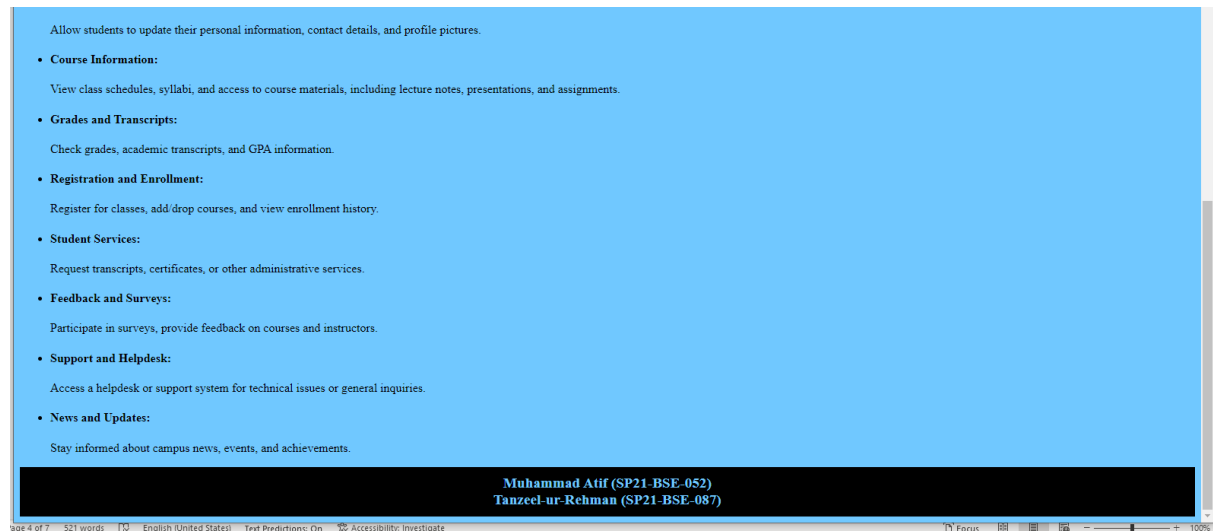 Allow students to update their personal information, contact details, and profile pictures.
• Course Information:
View class schedules, syllabi, and access to course materials, including lecture notes, presentations, and assignments.
• Grades and Transcripts:
Check grades, academic transcripts, and GPA information.
• Registration and Enrollment:
Register for classes, add/drop courses, and view enrollment history.
• Student Services:
Request transcripts, certificates, or other administrative services.
• Feedback and Surveys:
Participate in surveys, provide feedback on courses and instructors.
• Support and Helpdesk:
Access a helpdesk or support system for technical issues or general inquiries.
• News and Updates:
Stay informed about campus news, events, and achievements.
Muhammad Atif (SP21-BSE-052)
Tanzeel-ur-Rehman (SP21-BSE-087)
age 4 of 7 521 words English (United States) Text Predictions: On Accessibility: Investigate Focus 100%